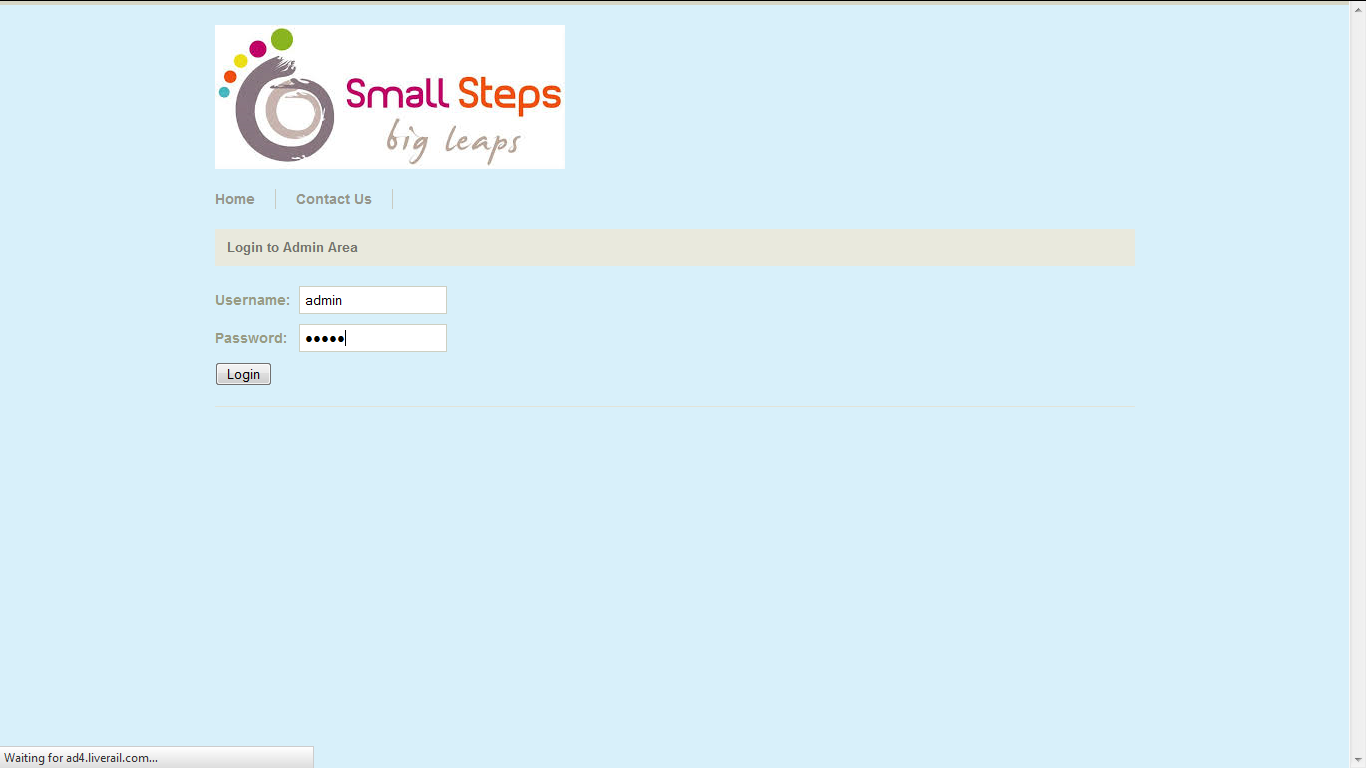 Small Steps
big leaps
Home
Contact Us
Login to Admin Area
Username: admin
Password: •••••
Login
Waiting for ad4.liverail.com...